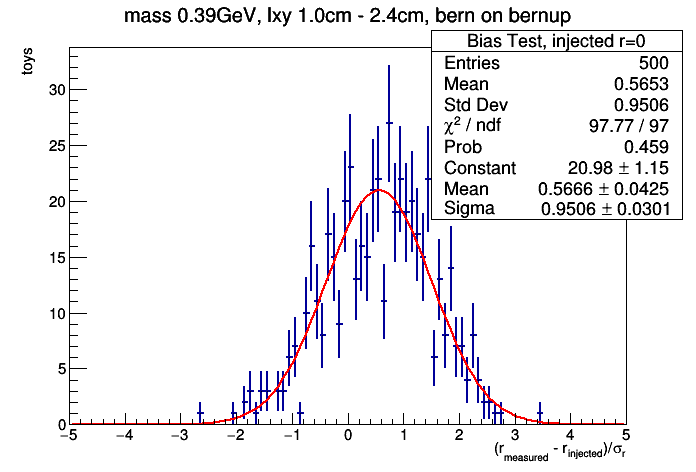 mass 0.39GeV, lxy 1.0cm - 2.4cm, bern on bernup
Bias Test, injected r=0
Entries 500
Mean 0.5653
Std Dev 0.9506
χ² / ndf 97.77 / 97
Prob 0.459
Constant 20.98 ± 1.15
Mean 0.5666 ± 0.0425
Sigma 0.9506 ± 0.0301
toys
30
25
20
15
10
5
0
−5 −4 −3 −2 −1 0 1 2 3 4 5
(r_measured - r_injected)/σ_r